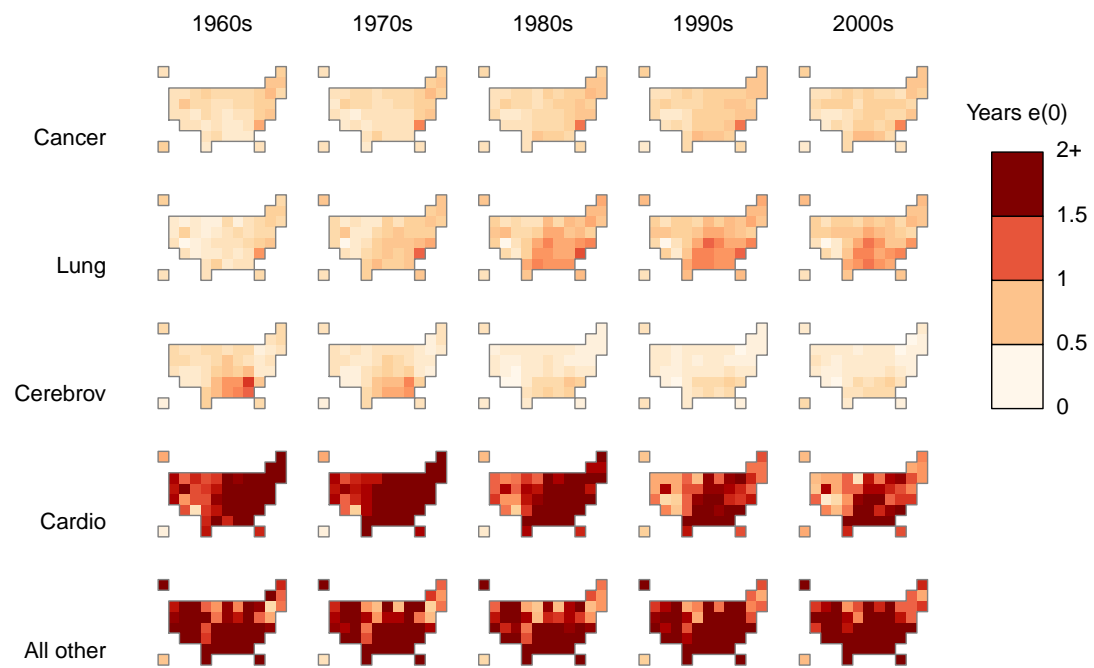 1960s 1970s 1980s 1990s 2000s
Cancer
Lung
Cerebrov
Cardio
All other
Years e(0)
2+
1.5
1
0.5
0